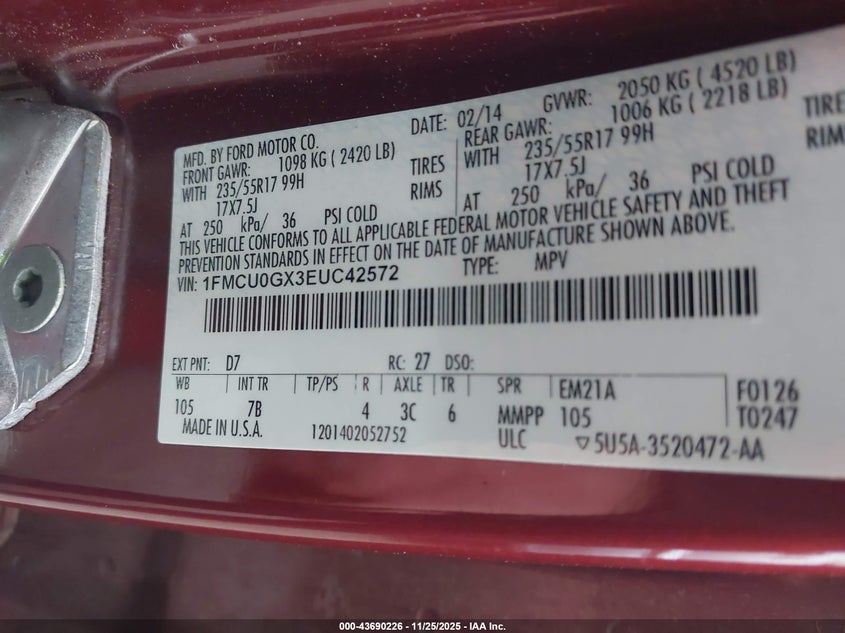 MFD. BY FORD MOTOR CO.
DATE: 02/14
GVWR: 2050 KG ( 4520 LB)
FRONT GAWR: 1098 KG ( 2420 LB)
REAR GAWR: 1006 KG ( 2218 LB)
WITH 235/55R17 99H TIRES
WITH 235/55R17 99H TIRES
17X7.5J RIMS
17X7.5J RIMS
AT 250 kPa/ 36 PSI COLD
AT 250 kPa/ 36 PSI COLD
THIS VEHICLE CONFORMS TO ALL APPLICABLE FEDERAL MOTOR VEHICLE SAFETY AND THEFT
PREVENTION STANDARDS IN EFFECT ON THE DATE OF MANUFACTURE SHOWN ABOVE.
VIN: 1FMCU0GX3EUC42572 TYPE: MPV
EXT PNT: D7 RC: 27 DSO:
WB INT TR TP/PS R AXLE TR SPR EM21A F0126
105 7B 4 3C 6 MMPP 105 T0247
MADE IN U.S.A. 1201402052752 ULC ▽5U5A-3520472-AA
000-43690226 - 11/25/2025 - IAA Inc.